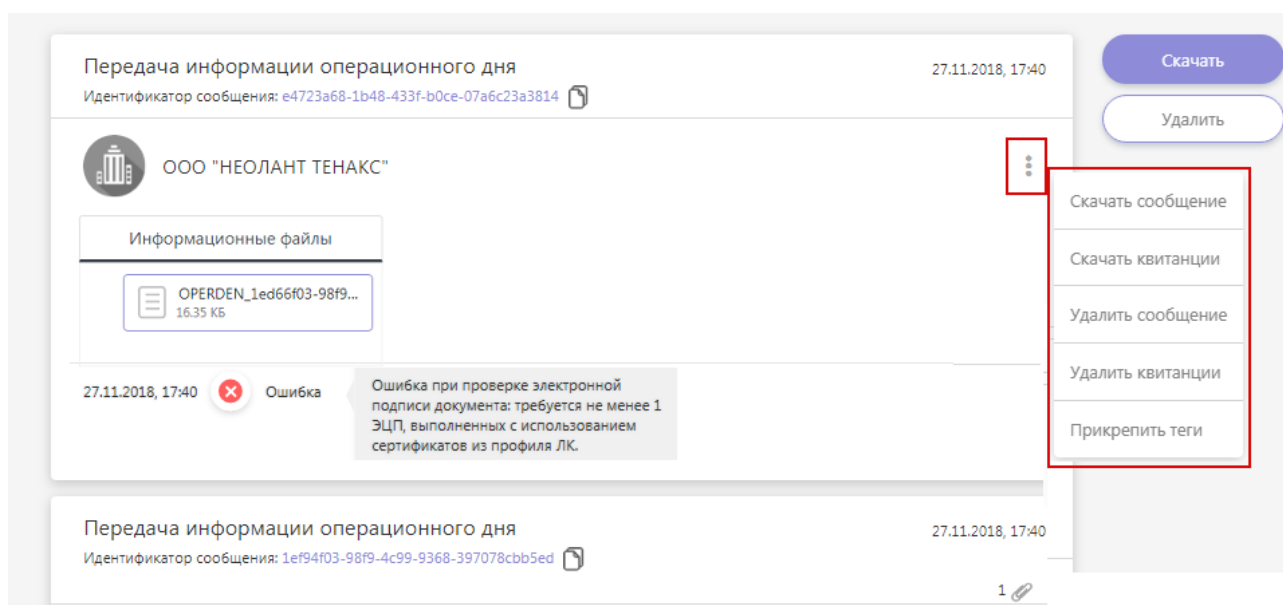 Передача информации операционного дня
27.11.2018, 17:40
Идентификатор сообщения: e4723a68-1b48-433f-b0ce-07a6c23a3814
Скачать
Удалить
ООО "НЕОЛАНТ ТЕНАКС"
Скачать сообщение
Скачать квитанции
Удалить сообщение
Удалить квитанции
Прикрепить теги
Информационные файлы
OPERDEN_1ed66f03-98f9...
16.35 КБ
27.11.2018, 17:40
Ошибка
Ошибка при проверке электронной
подписи документа: требуется не менее 1
ЭЦП, выполненных с использованием
сертификатов из профиля ЛК.
Передача информации операционного дня
27.11.2018, 17:40
Идентификатор сообщения: 1ef94f03-98f9-4c99-9368-397078cbb5ed
1